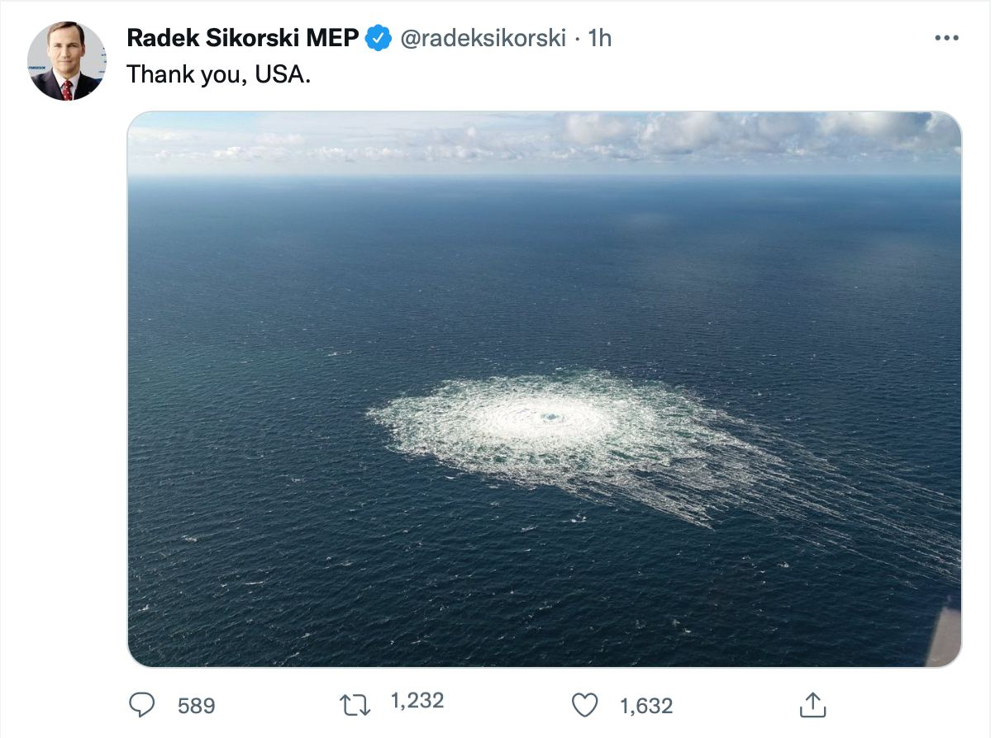 Radek Sikorski MEP @radeksikorski · 1h
Thank you, USA.
589 1,232 1,632